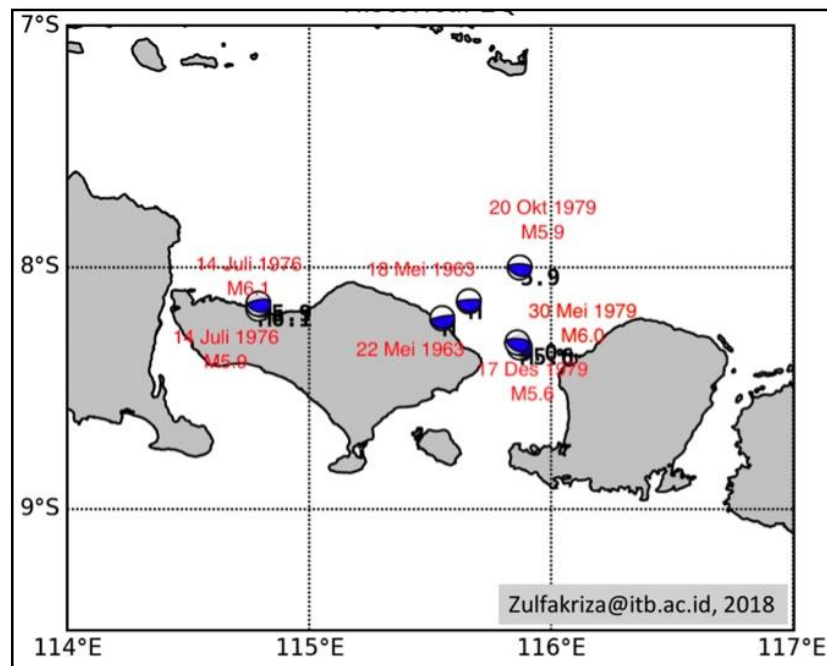 7°S
20 Okt 1979
M5.9
5.9
8°S
14 Juli 1976
M6.1
18 Mei 1963
30 Mei 1979
M6.0
14 Juli 1976
M5.9
22 Mei 1963
17 Des 1979
M5.6
9°S
Zulfakriza@itb.ac.id, 2018
114°E 115°E 116°E 117°E